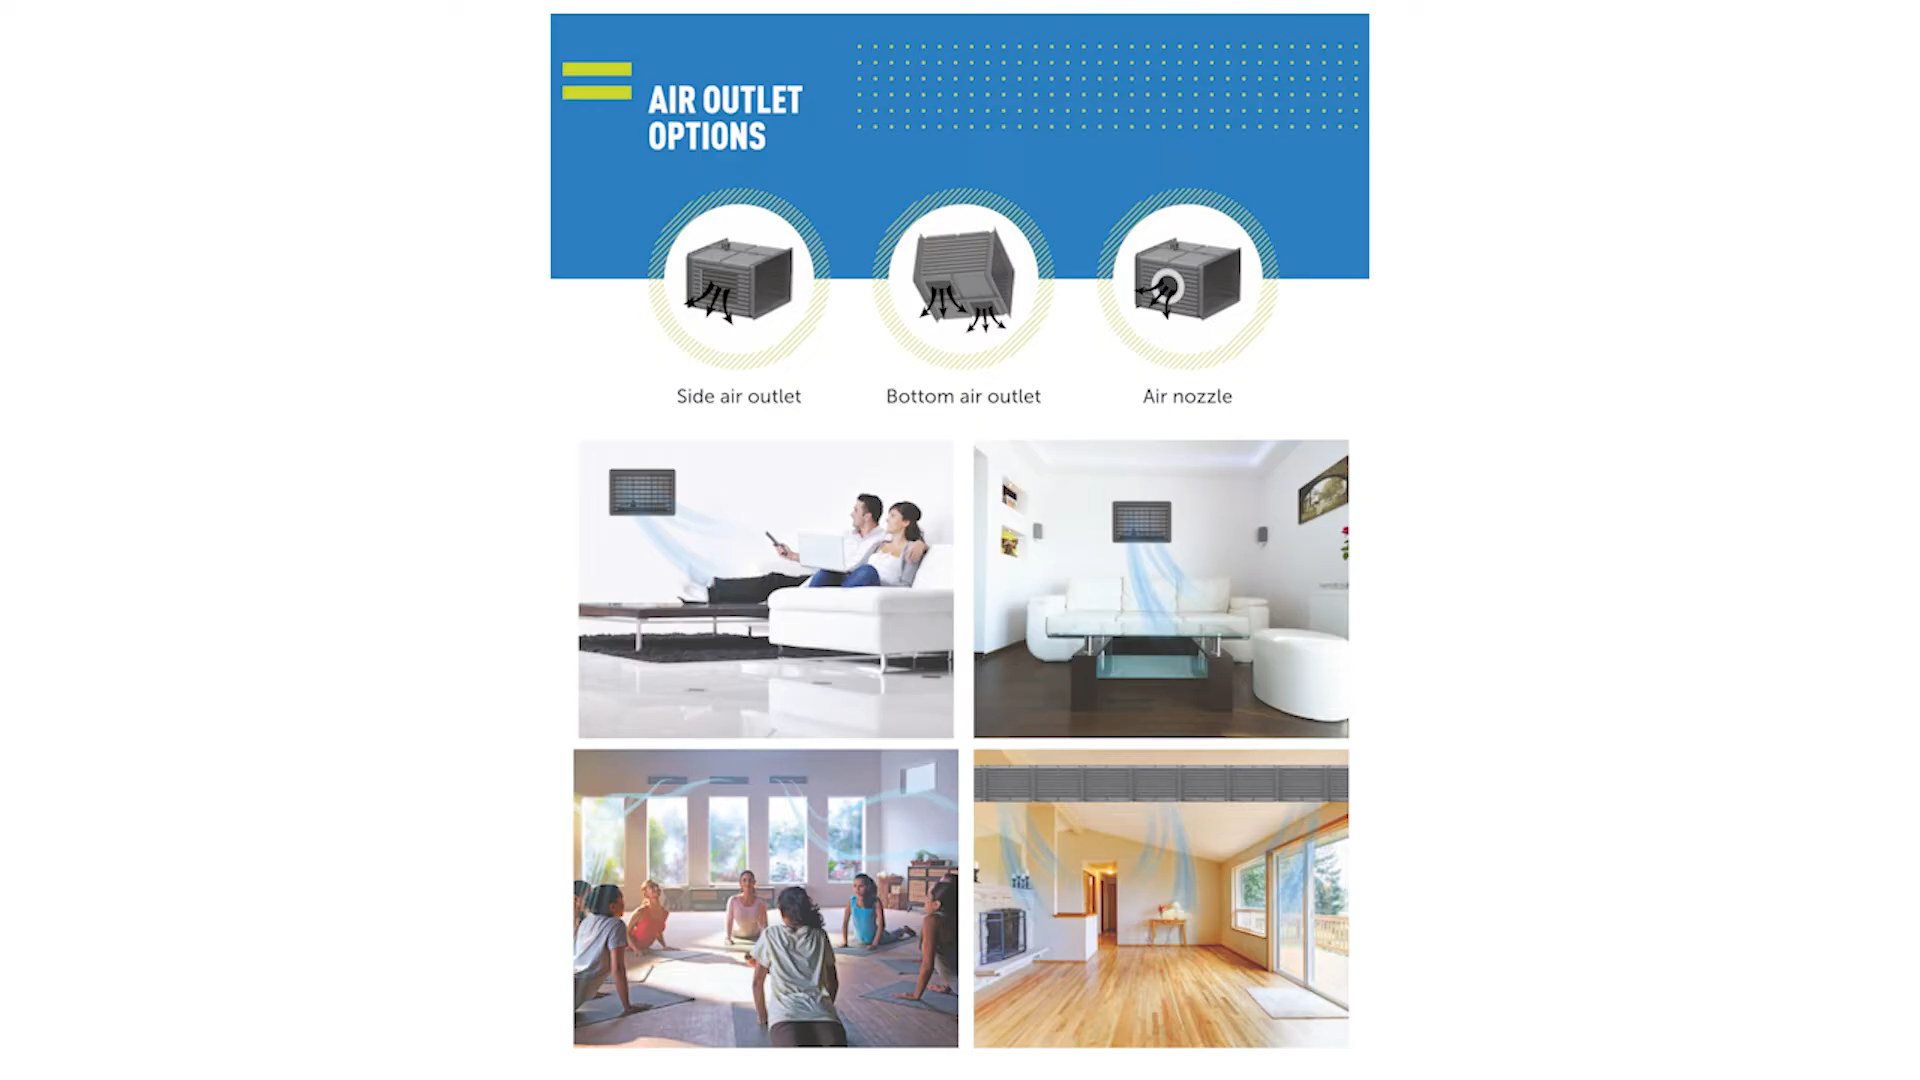 AIR OUTLET
OPTIONS
Side air outlet
Bottom air outlet
Air nozzle